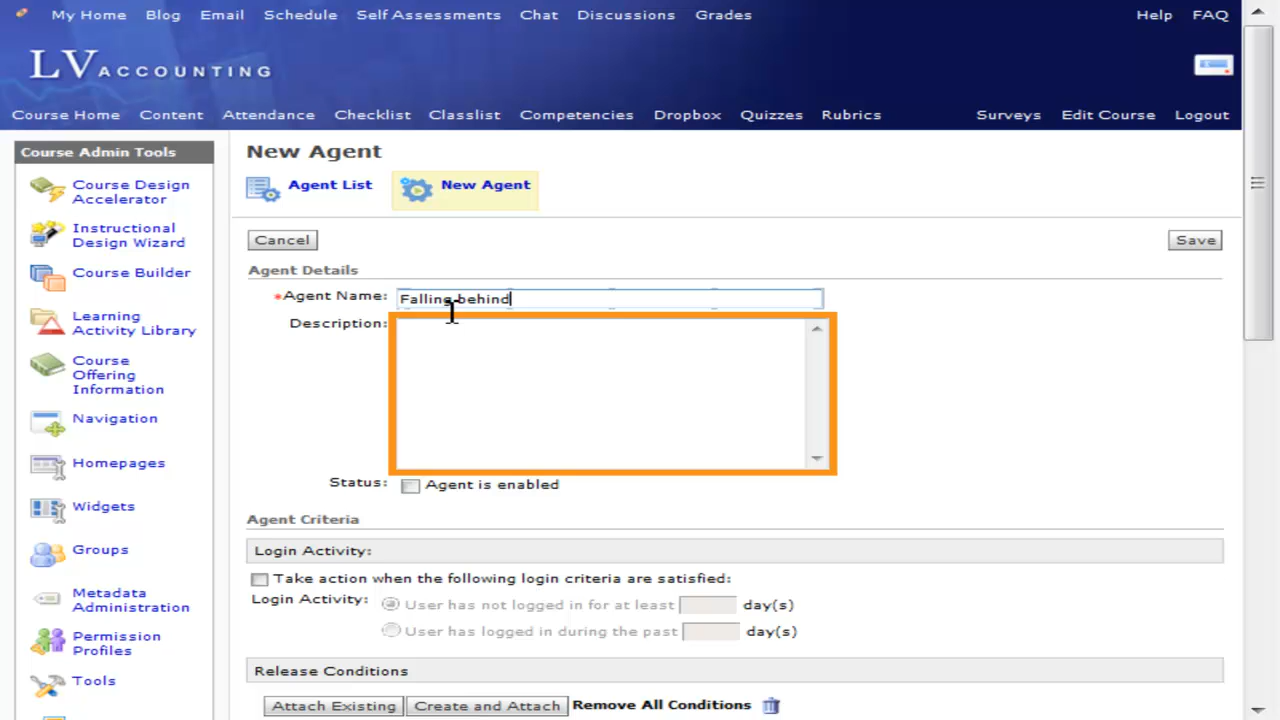 My Home Blog Email Schedule Self Assessments Chat Discussions Grades Help FAQ
LV ACCOUNTING
Course Home Content Attendance Checklist Classlist Competencies Dropbox Quizzes Rubrics Surveys Edit Course Logout
Course Admin Tools
Course Design
Accelerator
Instructional
Design Wizard
Course Builder
Learning
Activity Library
Course
Offering
Information
Navigation
Homepages
Widgets
Groups
Metadata
Administration
Permission
Profiles
Tools
New Agent
Agent List New Agent
Cancel Save
Agent Details
*Agent Name: Falling behind
Description:
Status: Agent is enabled
Agent Criteria
Login Activity:
Take action when the following login criteria are satisfied:
Login Activity: User has not logged in for at least day(s)
User has logged in during the past day(s)
Release Conditions
Attach Existing Create and Attach Remove All Conditions